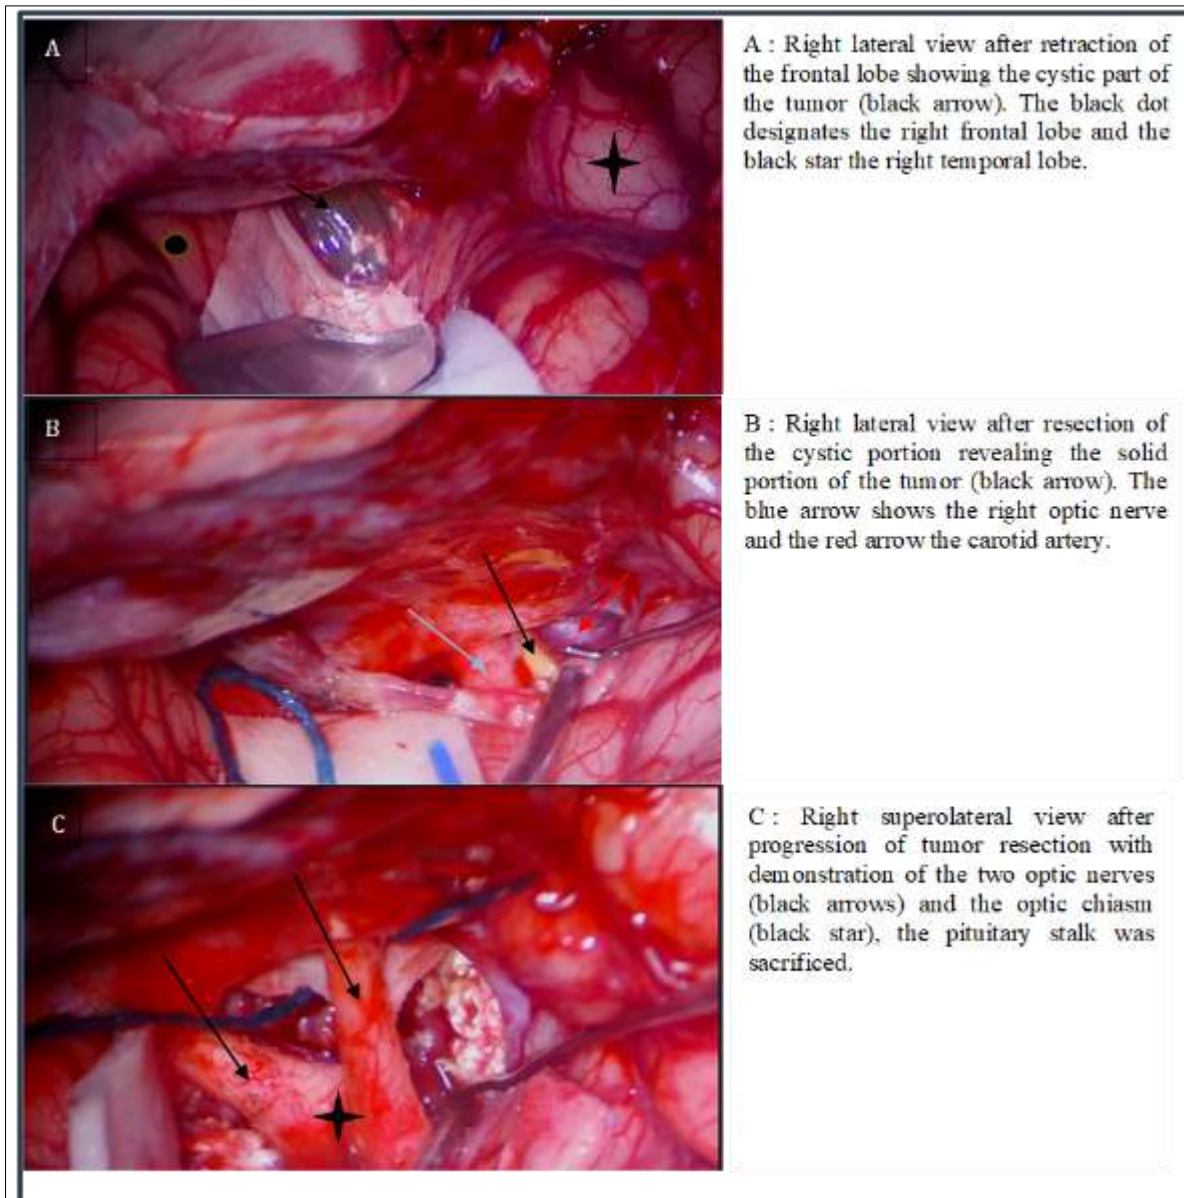 A
A : Right lateral view after retraction of
the frontal lobe showing the cystic part of
the tumor (black arrow). The black dot
designates the right frontal lobe and the
black star the right temporal lobe.
B
B : Right lateral view after resection of
the cystic portion revealing the solid
portion of the tumor (black arrow). The
blue arrow shows the right optic nerve
and the red arrow the carotid artery.
C
C : Right superolateral view after
progression of tumor resection with
demonstration of the two optic nerves
(black arrows) and the optic chiasm
(black star), the pituitary stalk was
sacrificed.